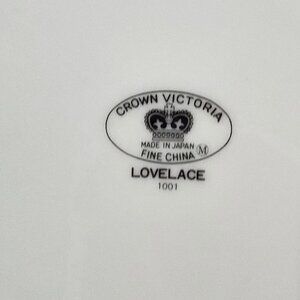 CROWN VICTORIA
MADE IN JAPAN
FINE CHINA M
LOVELACE
1001